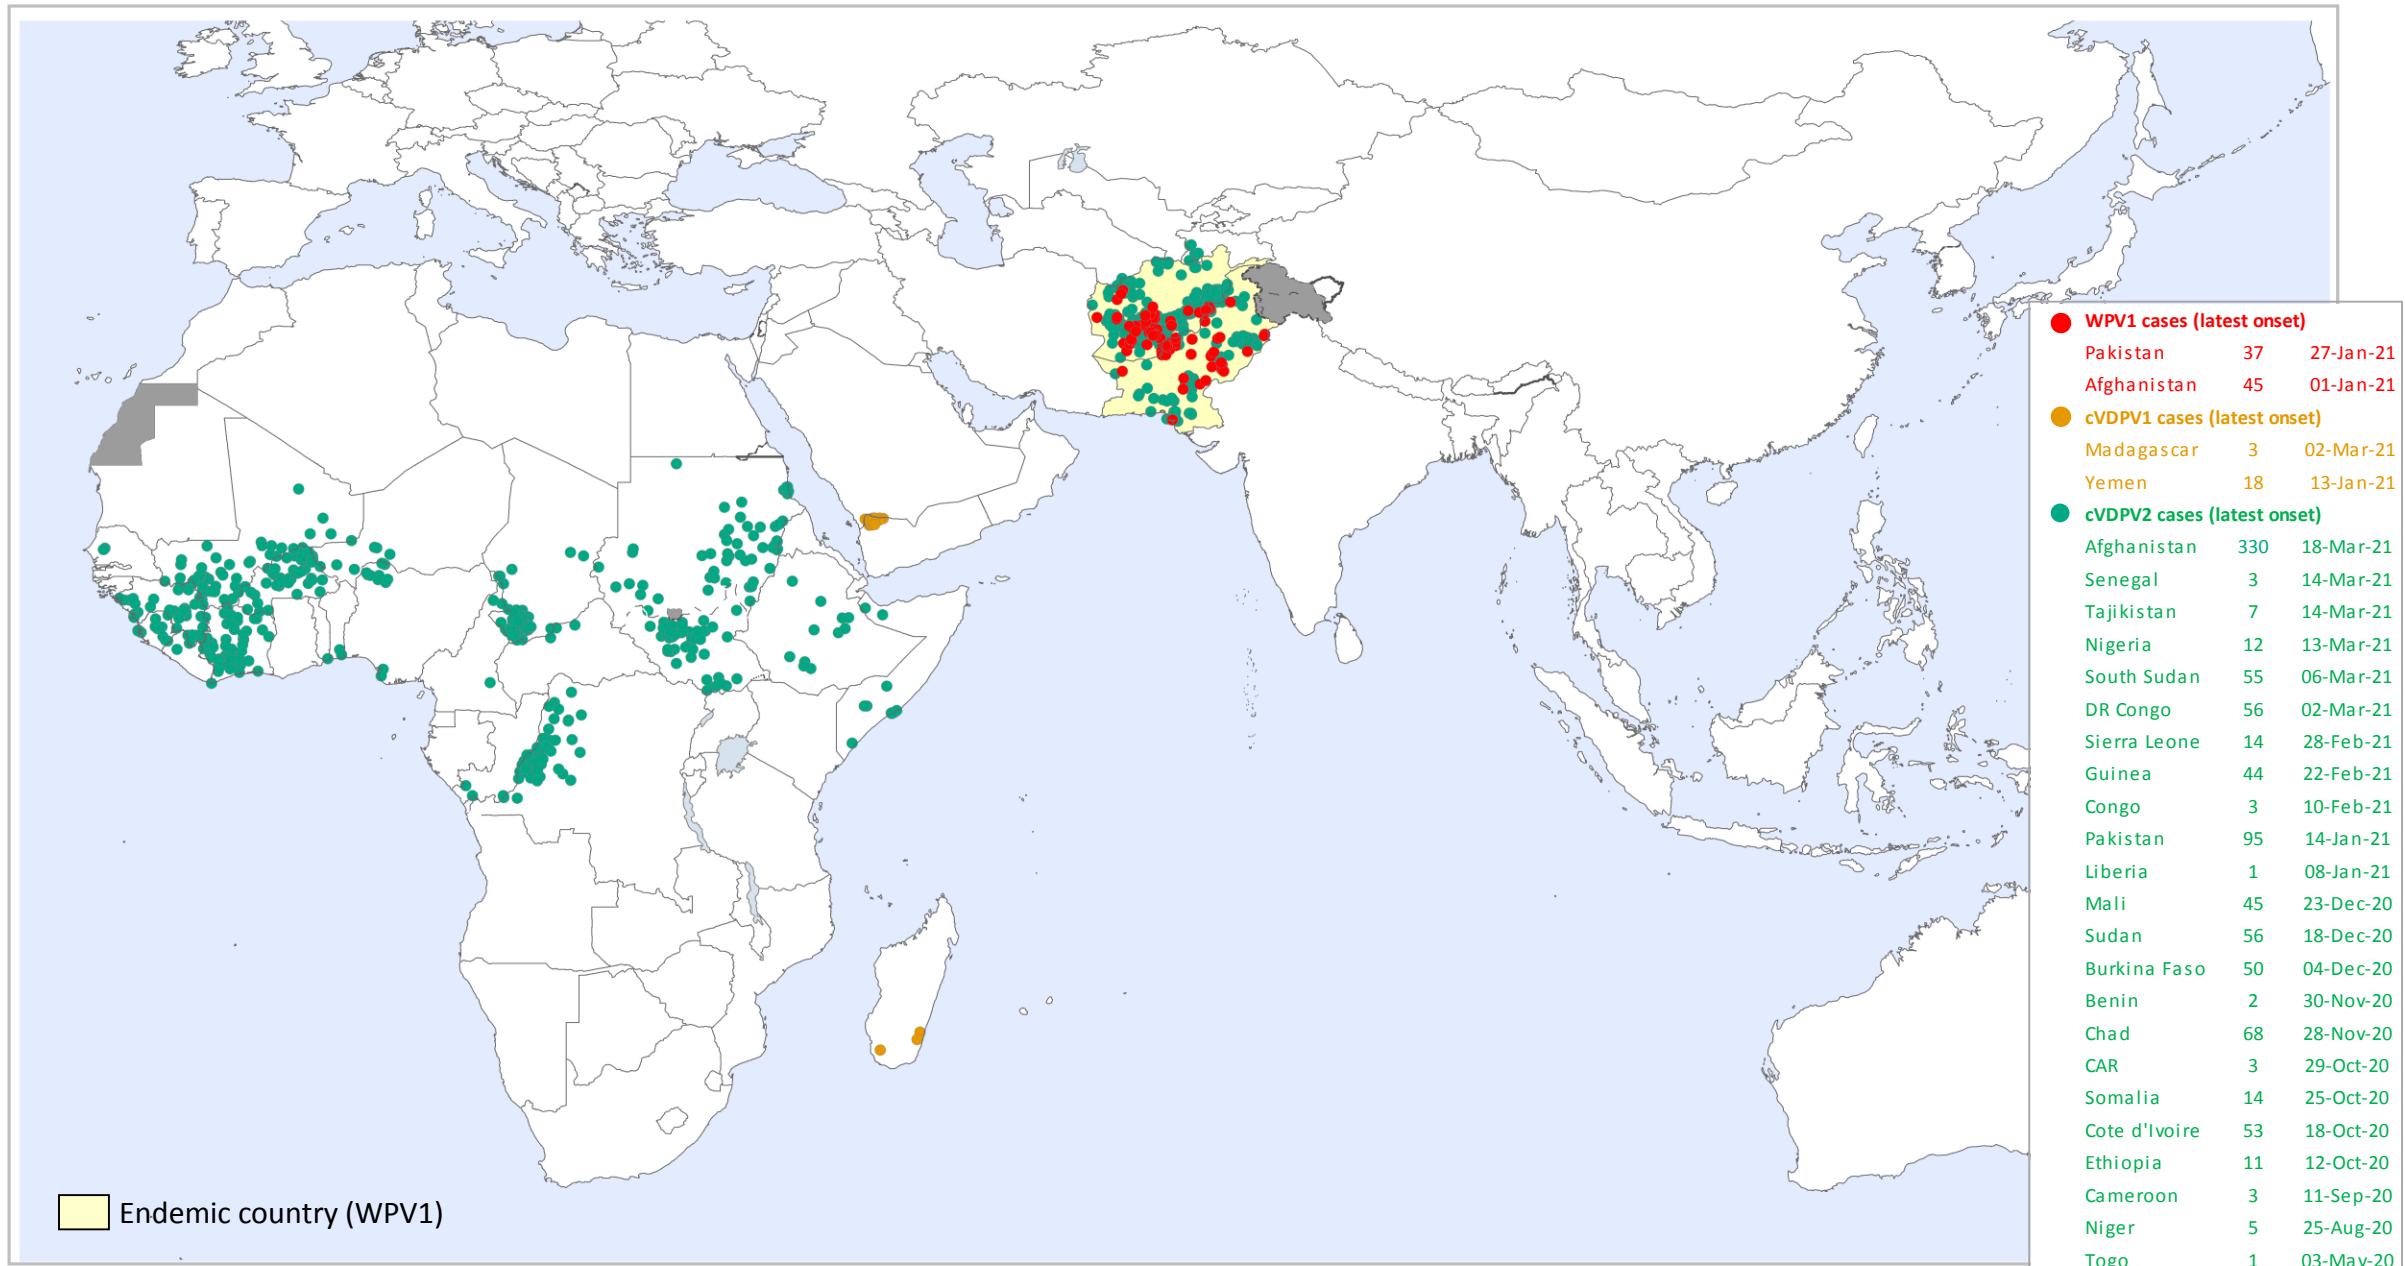 WPV1 cases (latest onset)
Pakistan 37 27-Jan-21
Afghanistan 45 01-Jan-21
cVDPV1 cases (latest onset)
Madagascar 3 02-Mar-21
Yemen 18 13-Jan-21
cVDPV2 cases (latest onset)
Afghanistan 330 18-Mar-21
Senegal 3 14-Mar-21
Tajikistan 7 14-Mar-21
Nigeria 12 13-Mar-21
South Sudan 55 06-Mar-21
DR Congo 56 02-Mar-21
Sierra Leone 14 28-Feb-21
Guinea 44 22-Feb-21
Congo 3 10-Feb-21
Pakistan 95 14-Jan-21
Liberia 1 08-Jan-21
Mali 45 23-Dec-20
Sudan 56 18-Dec-20
Burkina Faso 50 04-Dec-20
Benin 2 30-Nov-20
Chad 68 28-Nov-20
CAR 3 29-Oct-20
Somalia 14 25-Oct-20
Cote d'Ivoire 53 18-Oct-20
Ethiopia 11 12-Oct-20
Cameroon 3 11-Sep-20
Niger 5 25-Aug-20
Togo 1 03-May-20
Endemic country (WPV1)